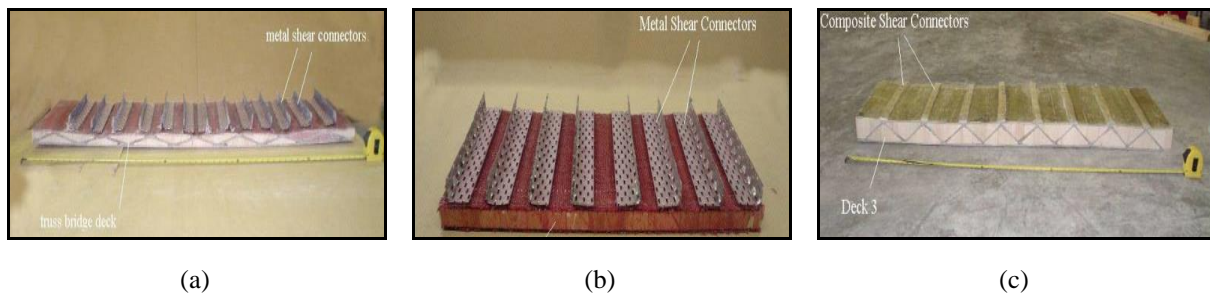 metal shear connectors
truss bridge deck
Metal Shear Connectors
Composite Shear Connectors
Deck 3
(a)
(b)
(c)